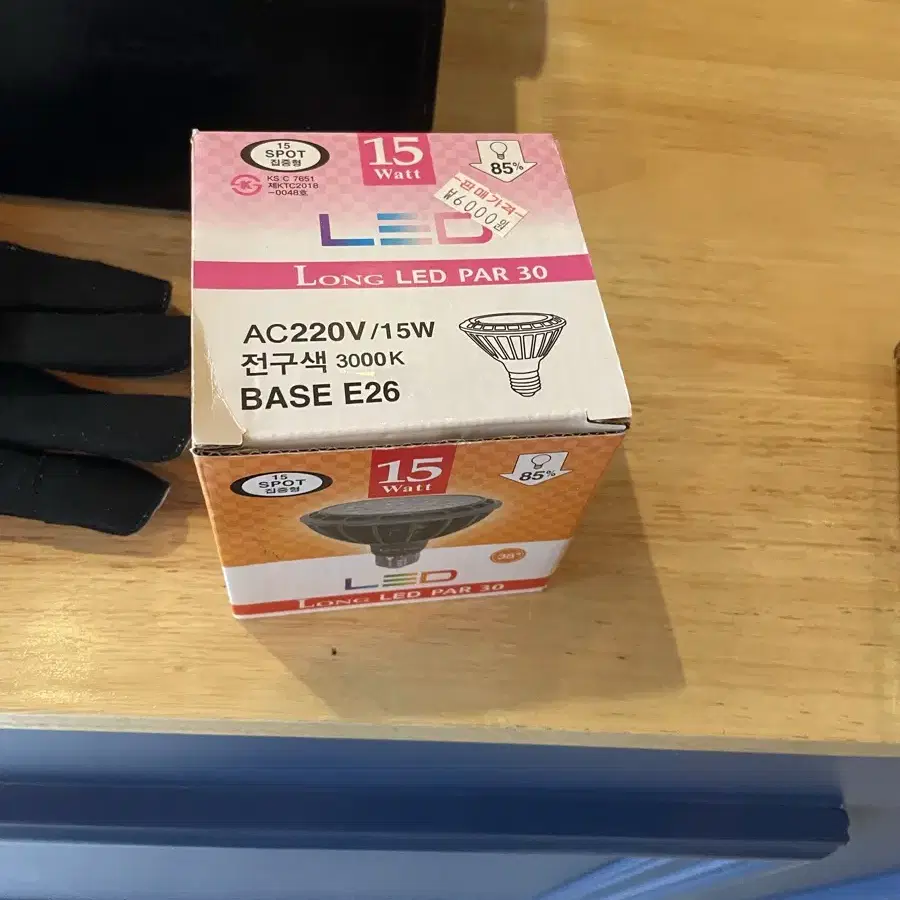 15
SPOT
집중형
KS C 7651
제KTC2018
-0048호
15
Watt
85%
판매가격
₩6000원
LED
LONG LED PAR 30
AC220V/15W
전구색 3000K
BASE E26
15
SPOT
집중형
15
Watt
85%
38°
LED
LONG LED PAR 30